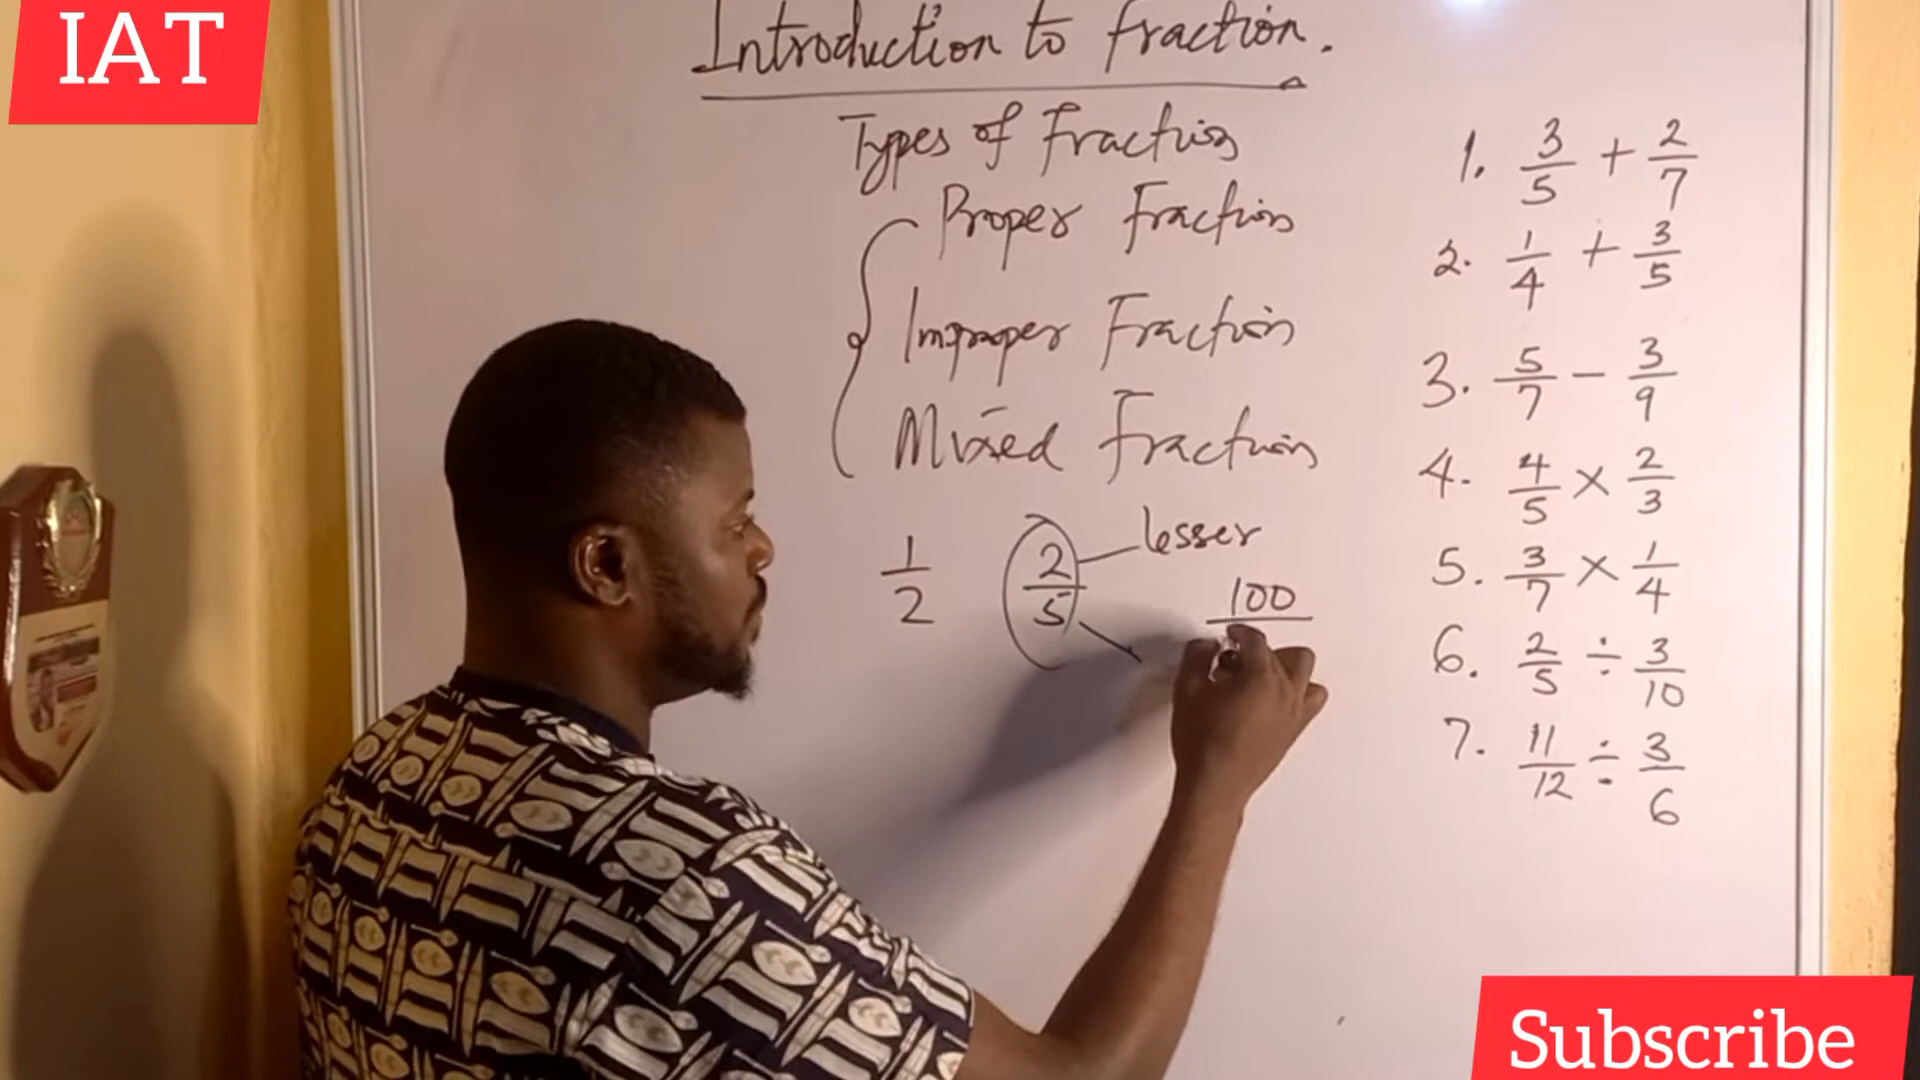 IAT
Introduction to fraction.
Types of Fraction
Proper Fraction
Improper Fraction
Mixed Fraction
1/2 2/5 lesser
100
1. 3/5 + 2/7
2. 1/4 + 3/5
3. 5/7 - 3/9
4. 4/5 × 2/3
5. 3/7 × 1/4
6. 2/5 ÷ 3/10
7. 11/12 ÷ 3/6
Subscribe